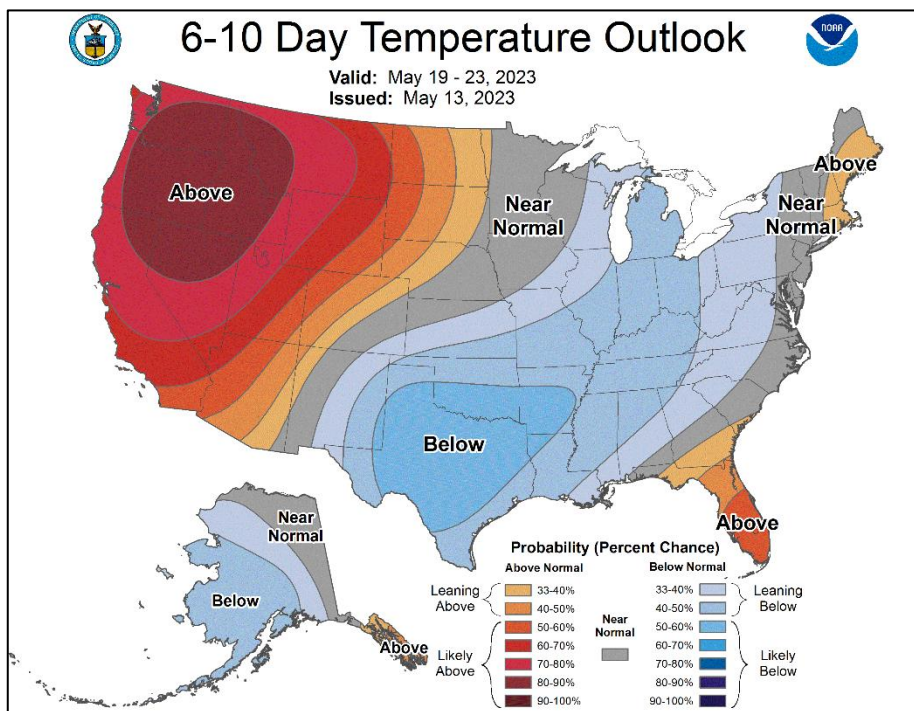 6-10 Day Temperature Outlook
NOAA
Valid: May 19 - 23, 2023
Issued: May 13, 2023
Above
Near
Normal
Above
Near
Normal
Below
Above
Near
Normal
Below
Above
Probability (Percent Chance)
Above Normal
Below Normal
Leaning
Above
33-40%
40-50%
Likely
Above
50-60%
60-70%
70-80%
80-90%
90-100%
Near
Normal
33-40%
40-50%
Leaning
Below
50-60%
60-70%
70-80%
80-90%
90-100%
Likely
Below